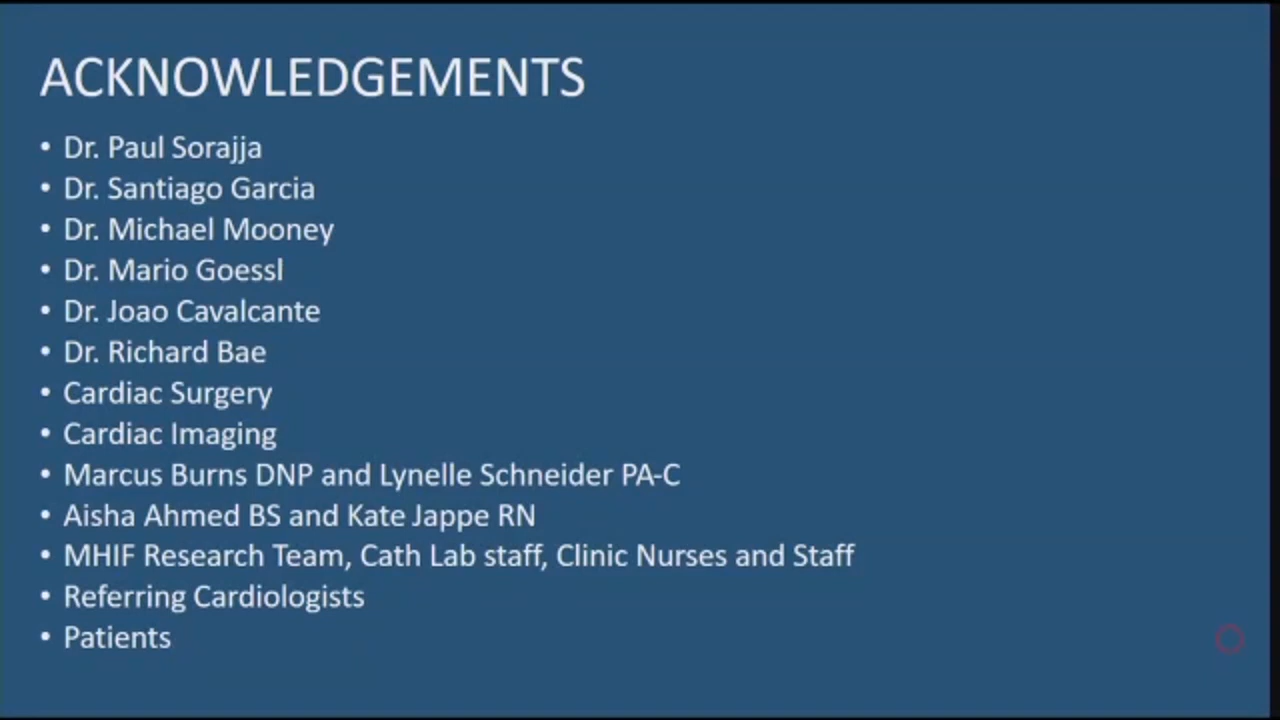 ACKNOWLEDGEMENTS
• Dr. Paul Sorajja
• Dr. Santiago Garcia
• Dr. Michael Mooney
• Dr. Mario Goessl
• Dr. Joao Cavalcante
• Dr. Richard Bae
• Cardiac Surgery
• Cardiac Imaging
• Marcus Burns DNP and Lynelle Schneider PA-C
• Aisha Ahmed BS and Kate Jappe RN
• MHIF Research Team, Cath Lab staff, Clinic Nurses and Staff
• Referring Cardiologists
• Patients